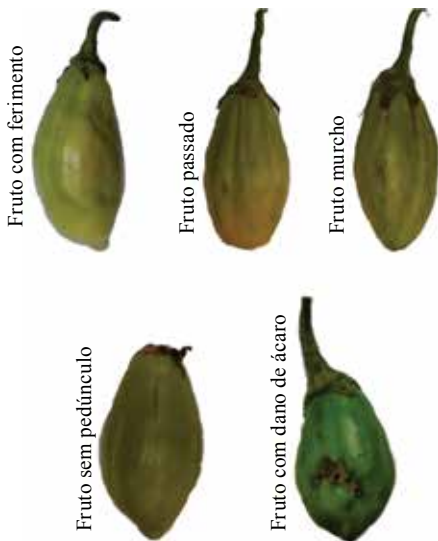 Fruto com ferimento
Fruto passado
Fruto murcho
Fruto sem pedúnculo
Fruto com dano de ácaro